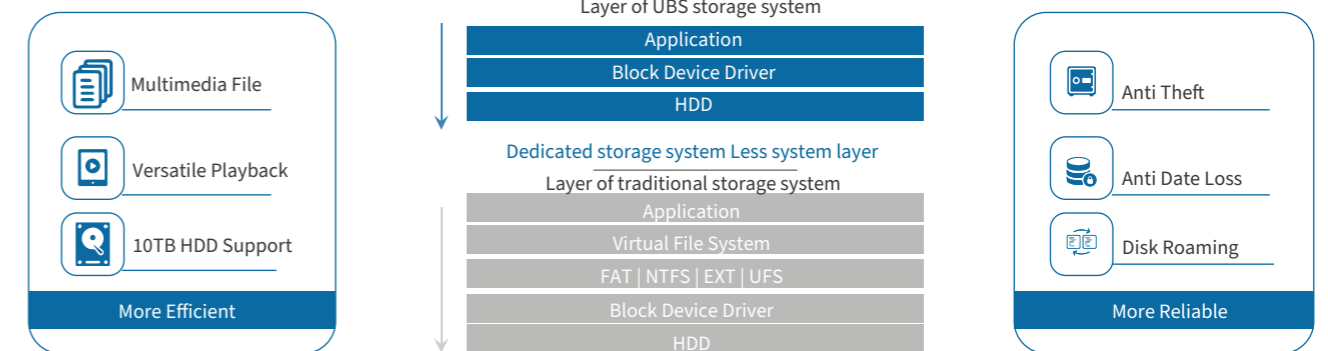 Multimedia File
Versatile Playback
10TB HDD Support
More Efficient
Layer of UBS storage system
Application
Block Device Driver
HDD
Dedicated storage system Less system layer
Layer of traditional storage system
Application
Virtual File System
FAT | NTFS | EXT | UFS
Block Device Driver
HDD
Anti Theft
Anti Date Loss
Disk Roaming
More Reliable